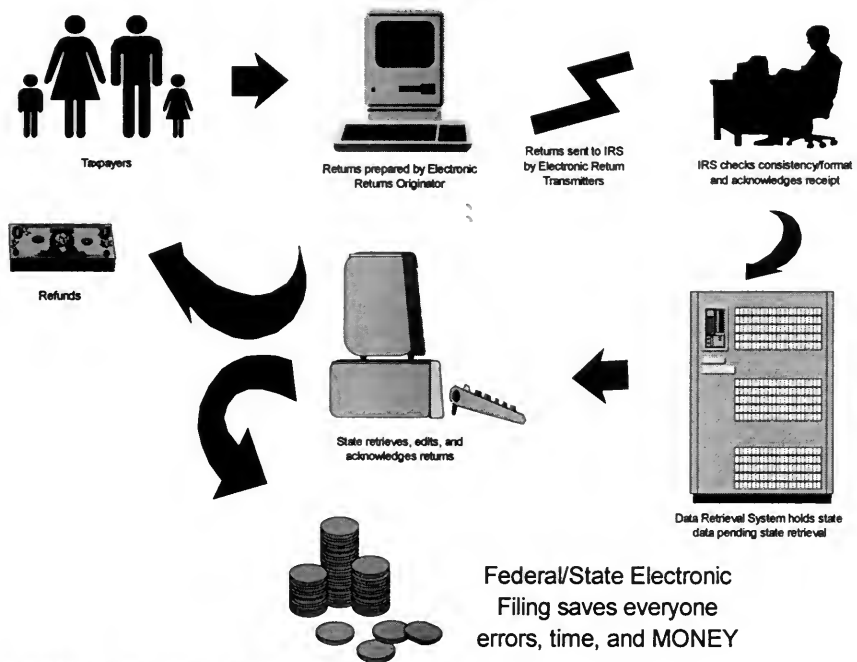 Taxpayers
Returns prepared by Electronic
Returns Originator
Returns sent to IRS
by Electronic Return
Transmitters
IRS checks consistency/format
and acknowledges receipt
Refunds
State retrieves, edits, and
acknowledges returns
Data Retrieval System holds state
data pending state retrieval
Federal/State Electronic
Filing saves everyone
errors, time, and MONEY